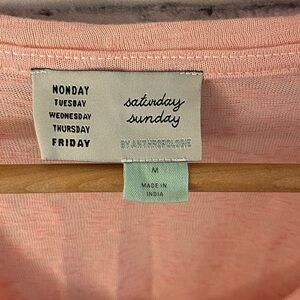 MONDAY
TUESDAY
WEDNESDAY
THURSDAY
FRIDAY
saturday
sunday
BY ANTHROPOLOGIE
M
MADE IN
INDIA